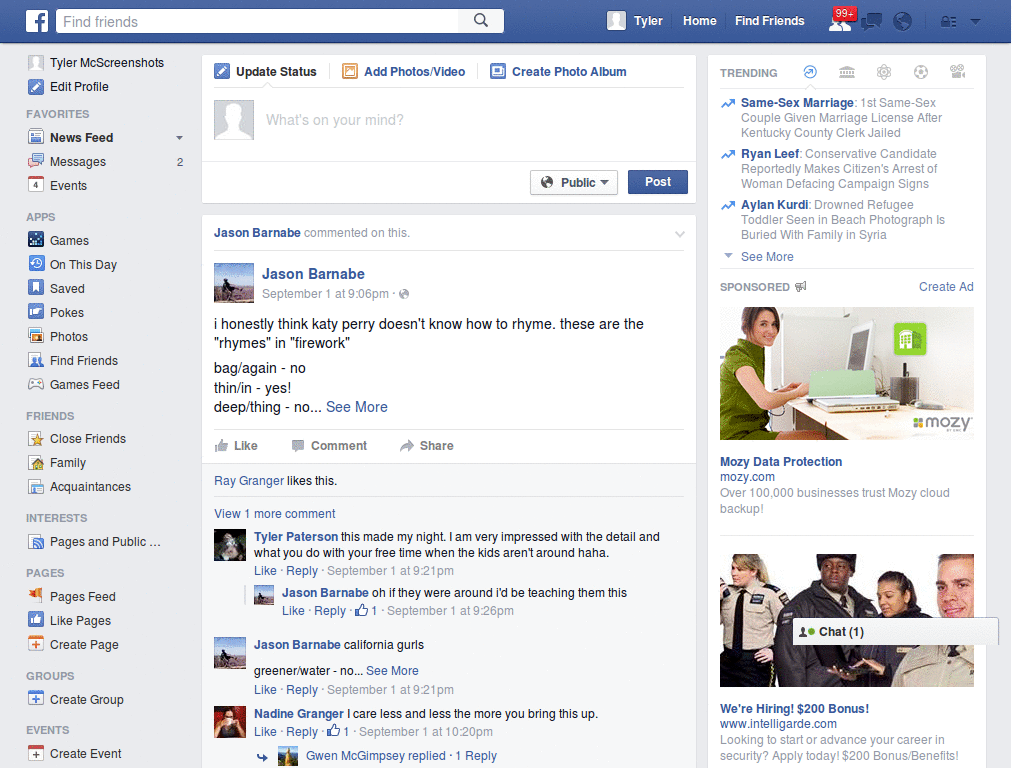 f
Find friends
Tyler
Home
Find Friends
99+
Tyler McScreenshots
Edit Profile
FAVORITES
News Feed
Messages 2
4 Events
APPS
Games
On This Day
Saved
Pokes
Photos
Find Friends
Games Feed
FRIENDS
Close Friends
Family
Acquaintances
INTERESTS
Pages and Public ...
PAGES
Pages Feed
Like Pages
Create Page
GROUPS
Create Group
EVENTS
Create Event
Update Status
Add Photos/Video
Create Photo Album
What's on your mind?
Public
Post
Jason Barnabe commented on this.
Jason Barnabe
September 1 at 9:06pm ·
i honestly think katy perry doesn't know how to rhyme. these are the
"rhymes" in "firework"
bag/again - no
thin/in - yes!
deep/thing - no... See More
Like
Comment
Share
Ray Granger likes this.
View 1 more comment
Tyler Paterson this made my night. I am very impressed with the detail and
what you do with your free time when the kids aren't around haha.
Like · Reply · September 1 at 9:21pm
Jason Barnabe oh if they were around i'd be teaching them this
Like · Reply · 1 · September 1 at 9:26pm
Jason Barnabe california gurls
greener/water - no... See More
Like · Reply · September 1 at 9:21pm
Nadine Granger I care less and less the more you bring this up.
Like · Reply · 1 · September 1 at 10:20pm
Gwen McGimpsey replied · 1 Reply
TRENDING
Same-Sex Marriage: 1st Same-Sex
Couple Given Marriage License After
Kentucky County Clerk Jailed
Ryan Leef: Conservative Candidate
Reportedly Makes Citizen's Arrest of
Woman Defacing Campaign Signs
Aylan Kurdi: Drowned Refugee
Toddler Seen in Beach Photograph Is
Buried With Family in Syria
See More
SPONSORED
Create Ad
mozy
Mozy Data Protection
mozy.com
Over 100,000 businesses trust Mozy cloud
backup!
Chat (1)
We're Hiring! $200 Bonus!
www.intelligarde.com
Looking to start or advance your career in
security? Apply today! $200 Bonus/Benefits!